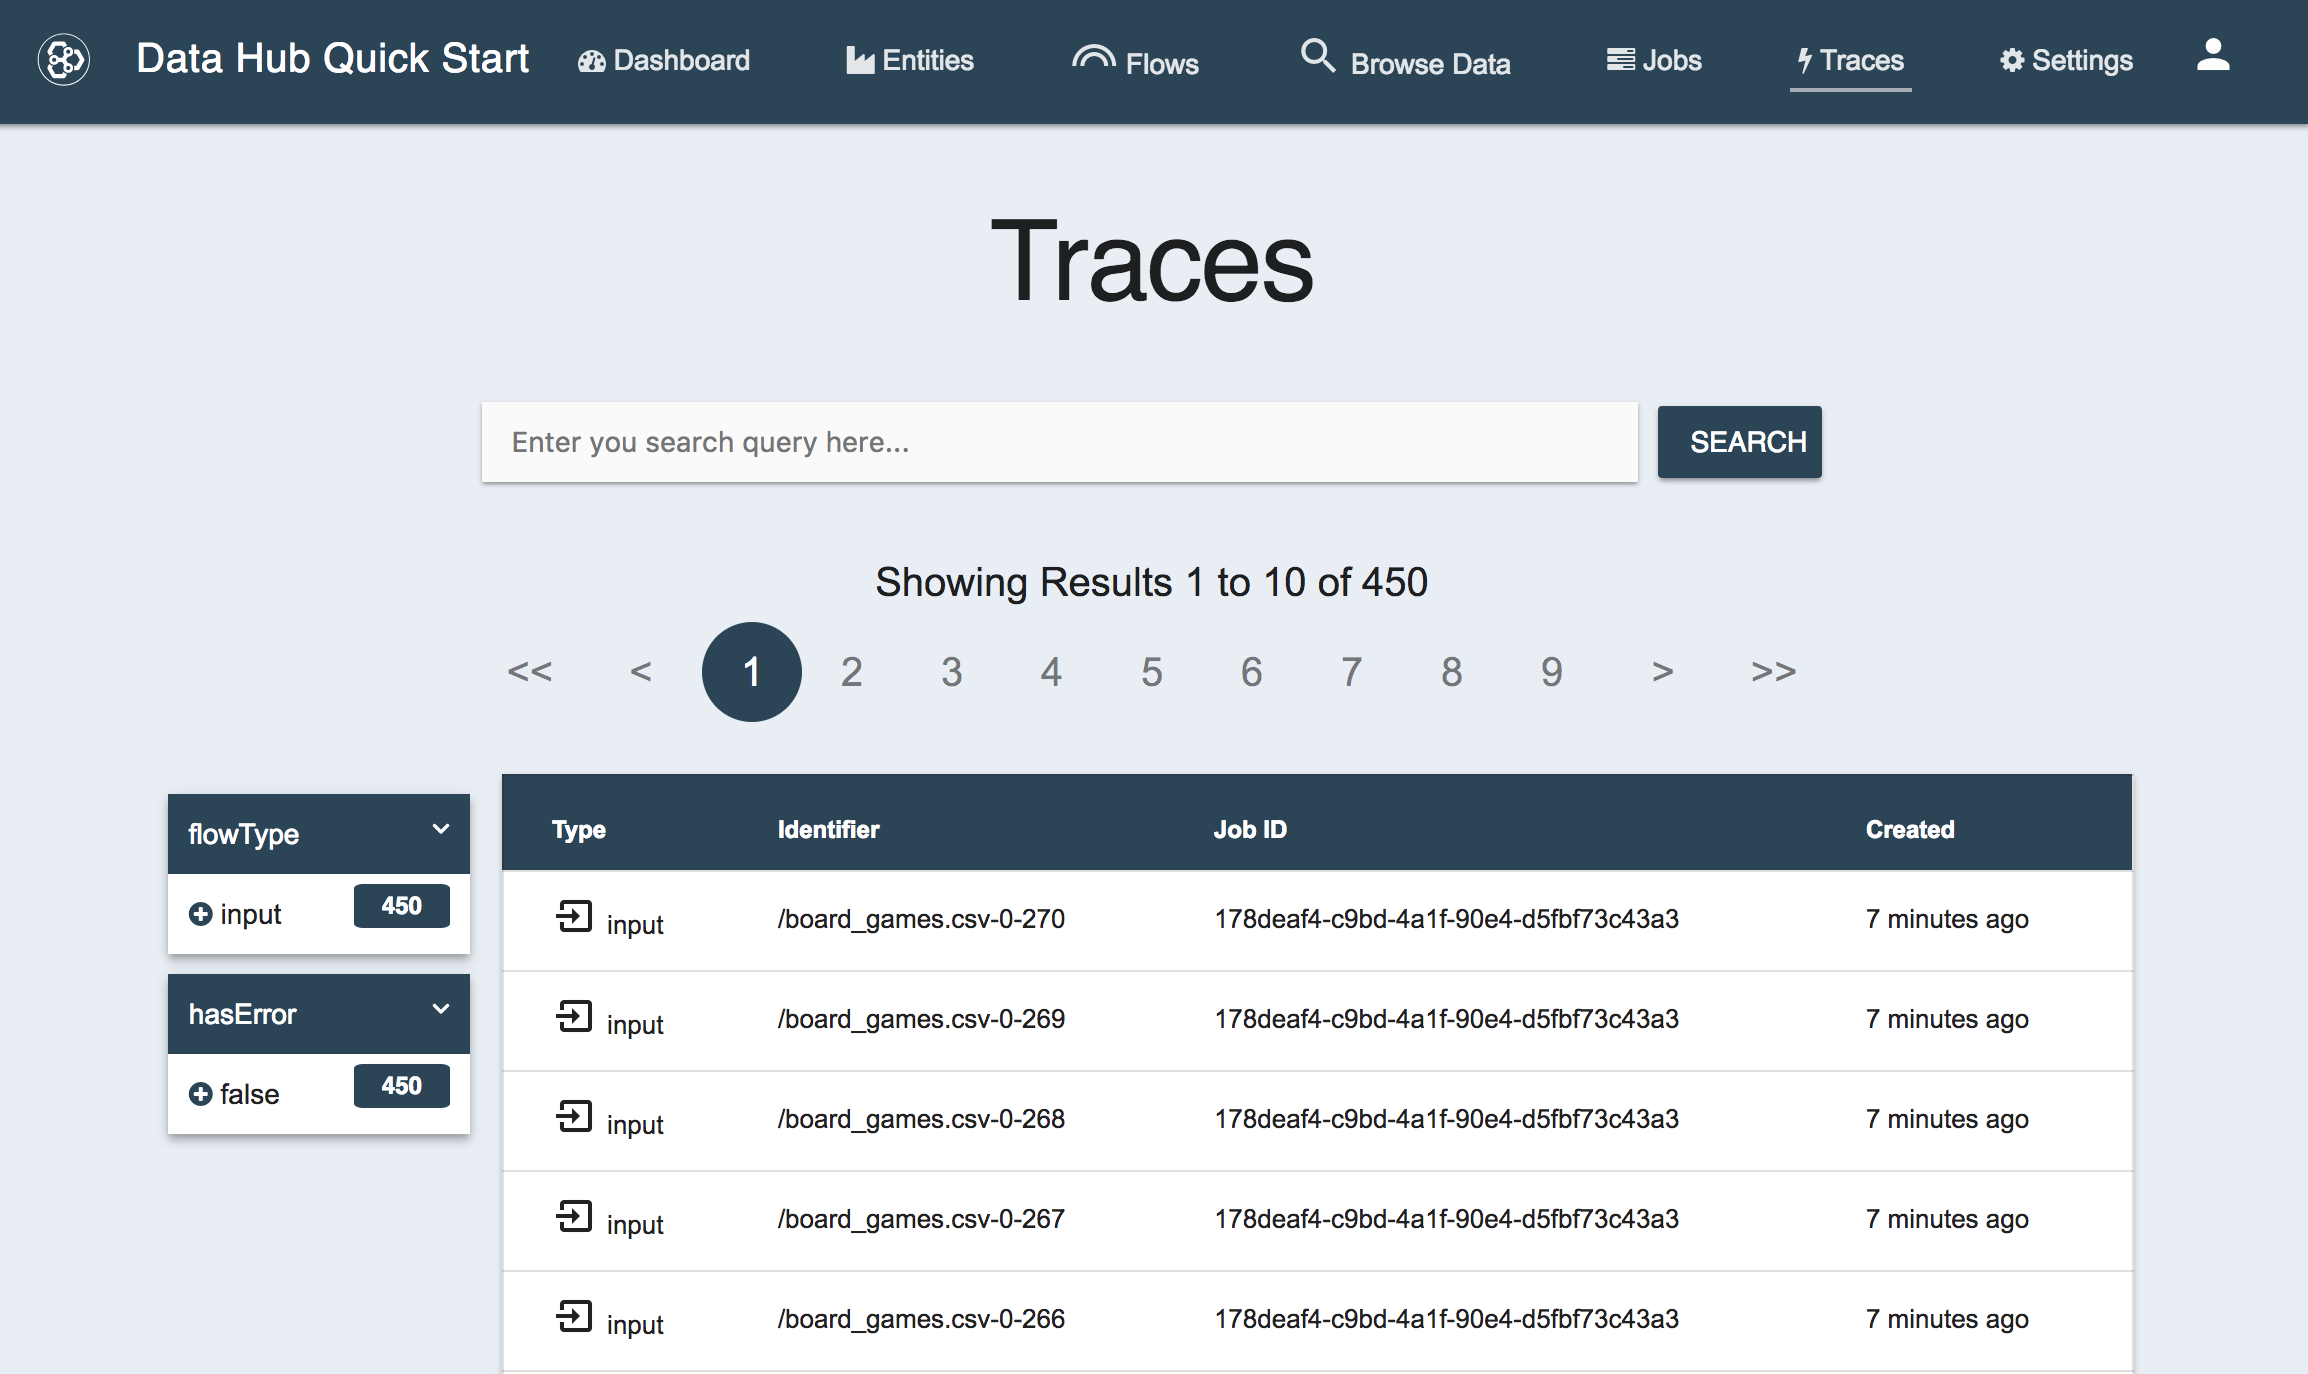 Data Hub Quick Start Dashboard Entities Flows Browse Data Jobs Traces Settings
Traces
Enter you search query here... SEARCH
Showing Results 1 to 10 of 450
<< < 1 2 3 4 5 6 7 8 9 > >>
flowType
input 450
hasError
false 450
Type Identifier Job ID Created
input /board_games.csv-0-270 178deaf4-c9bd-4a1f-90e4-d5fbf73c43a3 7 minutes ago
input /board_games.csv-0-269 178deaf4-c9bd-4a1f-90e4-d5fbf73c43a3 7 minutes ago
input /board_games.csv-0-268 178deaf4-c9bd-4a1f-90e4-d5fbf73c43a3 7 minutes ago
input /board_games.csv-0-267 178deaf4-c9bd-4a1f-90e4-d5fbf73c43a3 7 minutes ago
input /board_games.csv-0-266 178deaf4-c9bd-4a1f-90e4-d5fbf73c43a3 7 minutes ago